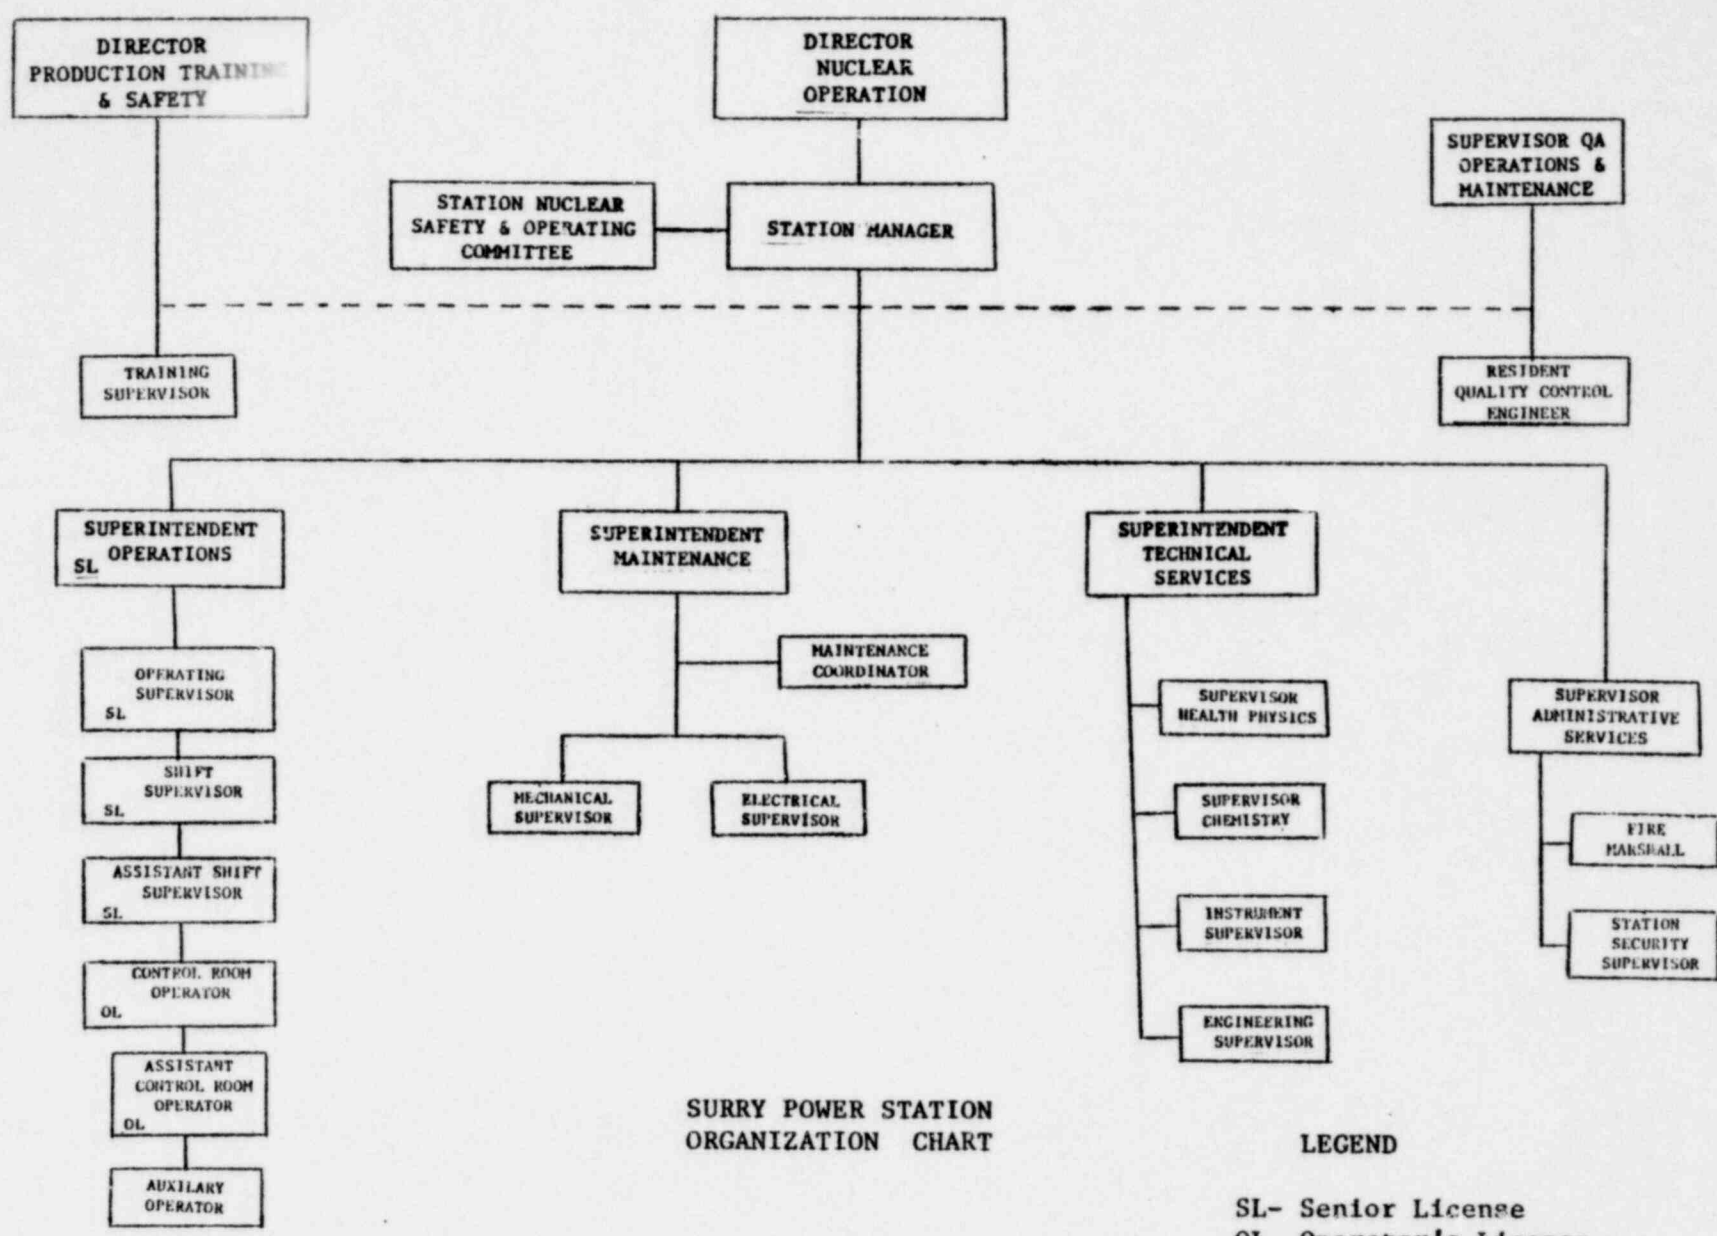 DIRECTOR
PRODUCTION TRAINING
& SAFETY
DIRECTOR
NUCLEAR
OPERATION
SUPERVISOR QA
OPERATIONS &
MAINTENANCE
STATION NUCLEAR
SAFETY & OPERATING
COMMITTEE
STATION MANAGER
TRAINING
SUPERVISOR
RESIDENT
QUALITY CONTROL
ENGINEER
SUPERINTENDENT
OPERATIONS
SL
SUPERINTENDENT
MAINTENANCE
SUPERINTENDENT
TECHNICAL
SERVICES
OPERATING
SUPERVISOR
SL
MAINTENANCE
COORDINATOR
SUPERVISOR
HEALTH PHYSICS
SUPERVISOR
ADMINISTRATIVE
SERVICES
SHIFT
SUPERVISOR
SL
MECHANICAL
SUPERVISOR
ELECTRICAL
SUPERVISOR
SUPERVISOR
CHEMISTRY
FIRE
MARSHALL
ASSISTANT SHIFT
SUPERVISOR
SL
INSTRUMENT
SUPERVISOR
STATION
SECURITY
SUPERVISOR
CONTROL ROOM
OPERATOR
OL
ENGINEERING
SUPERVISOR
ASSISTANT
CONTROL ROOM
OPERATOR
OL
AUXILARY
OPERATOR
SURRY POWER STATION
ORGANIZATION CHART
LEGEND
SL- Senior License
OL- Operator's License